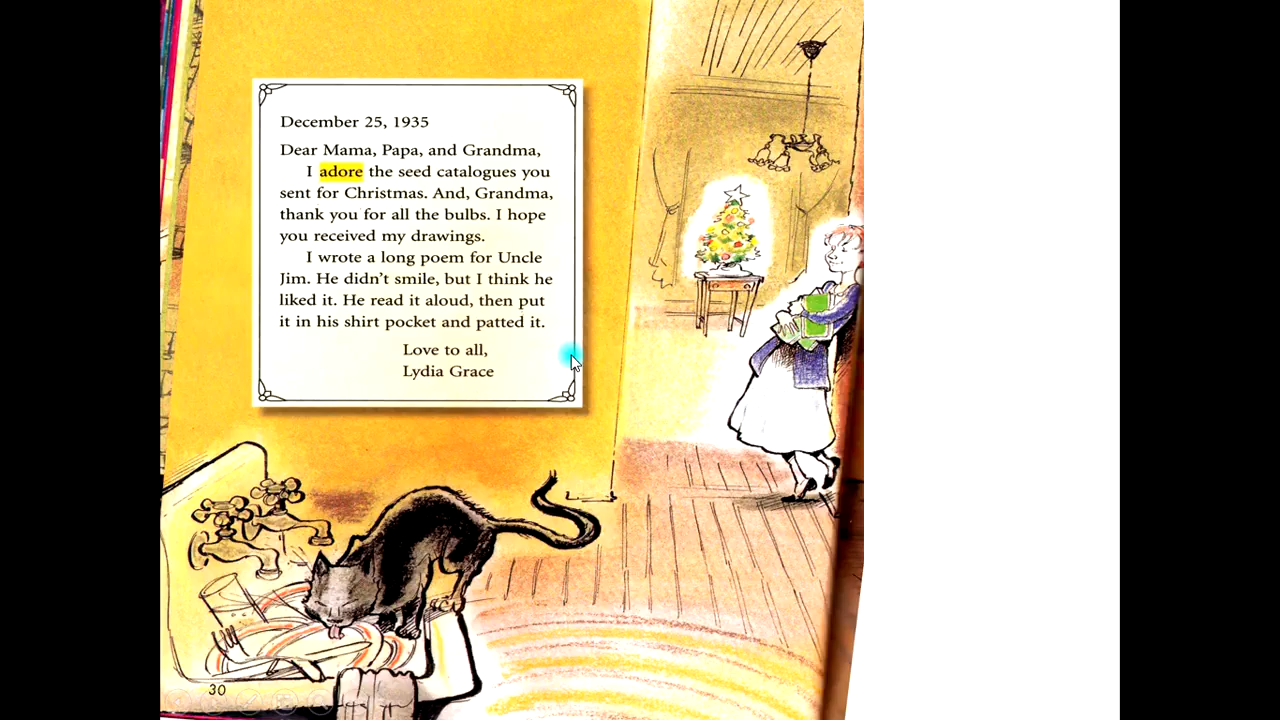 December 25, 1935
Dear Mama, Papa, and Grandma,
I adore the seed catalogues you
sent for Christmas. And, Grandma,
thank you for all the bulbs. I hope
you received my drawings.
I wrote a long poem for Uncle
Jim. He didn't smile, but I think he
liked it. He read it aloud, then put
it in his shirt pocket and patted it.
Love to all,
Lydia Grace
30